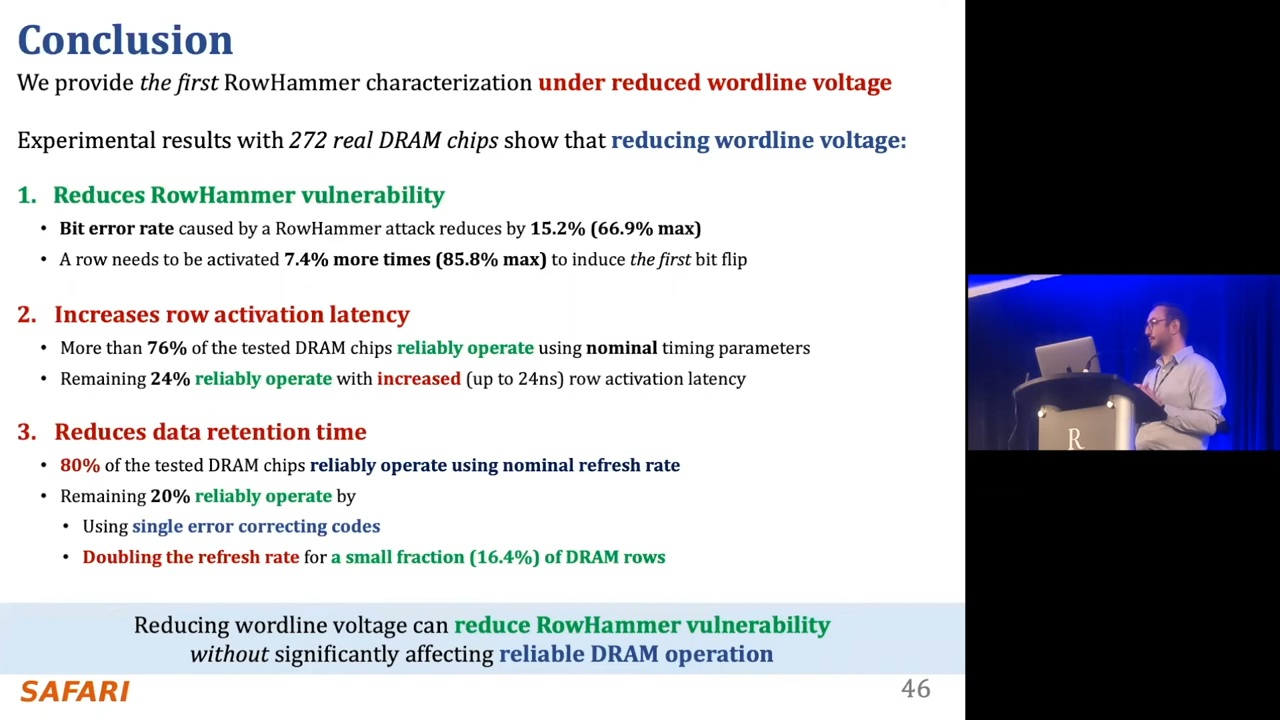 Conclusion
We provide the first RowHammer characterization under reduced wordline voltage
Experimental results with 272 real DRAM chips show that reducing wordline voltage:
1. Reduces RowHammer vulnerability
• Bit error rate caused by a RowHammer attack reduces by 15.2% (66.9% max)
• A row needs to be activated 7.4% more times (85.8% max) to induce the first bit flip
2. Increases row activation latency
• More than 76% of the tested DRAM chips reliably operate using nominal timing parameters
• Remaining 24% reliably operate with increased (up to 24ns) row activation latency
3. Reduces data retention time
• 80% of the tested DRAM chips reliably operate using nominal refresh rate
• Remaining 20% reliably operate by
• Using single error correcting codes
• Doubling the refresh rate for a small fraction (16.4%) of DRAM rows
Reducing wordline voltage can reduce RowHammer vulnerability
without significantly affecting reliable DRAM operation
SAFARI
46
R